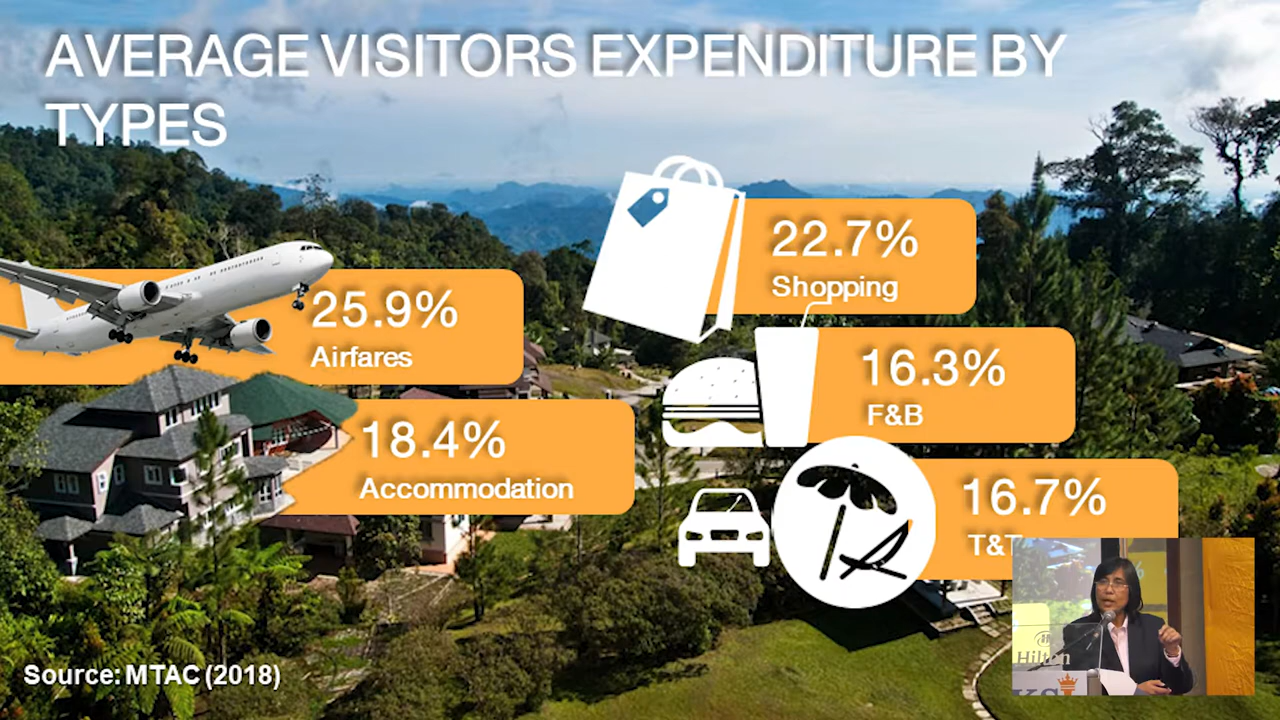 AVERAGE VISITORS EXPENDITURE BY
TYPES
25.9%
Airfares
18.4%
Accommodation
22.7%
Shopping
16.3%
F&B
16.7%
T&T
Source: MTAC (2018)
Hilton